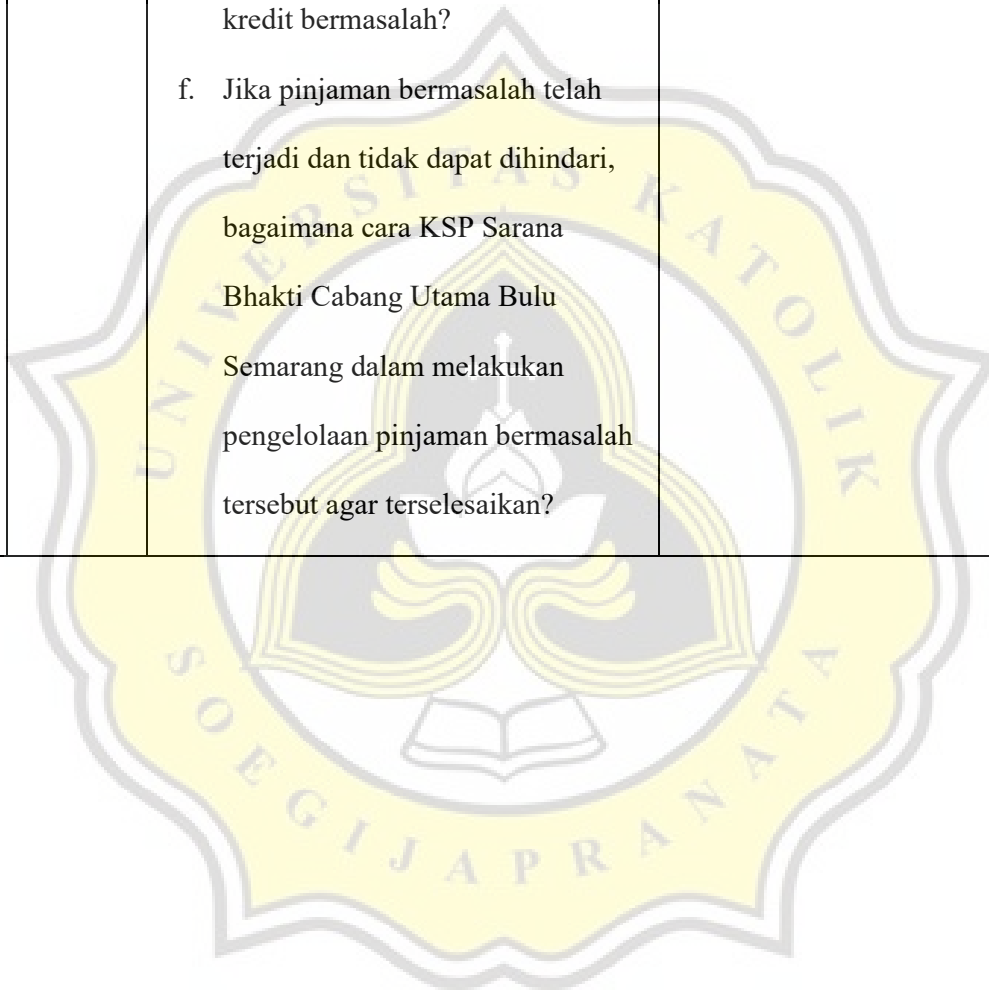 kredit bermasalah?
f. Jika pinjaman bermasalah telah
terjadi dan tidak dapat dihindari,
bagaimana cara KSP Sarana
Bhakti Cabang Utama Bulu
Semarang dalam melakukan
pengelolaan pinjaman bermasalah
tersebut agar terselesaikan?
UNIVERSITAS KATOLIK
SOEGIJAPRANATA